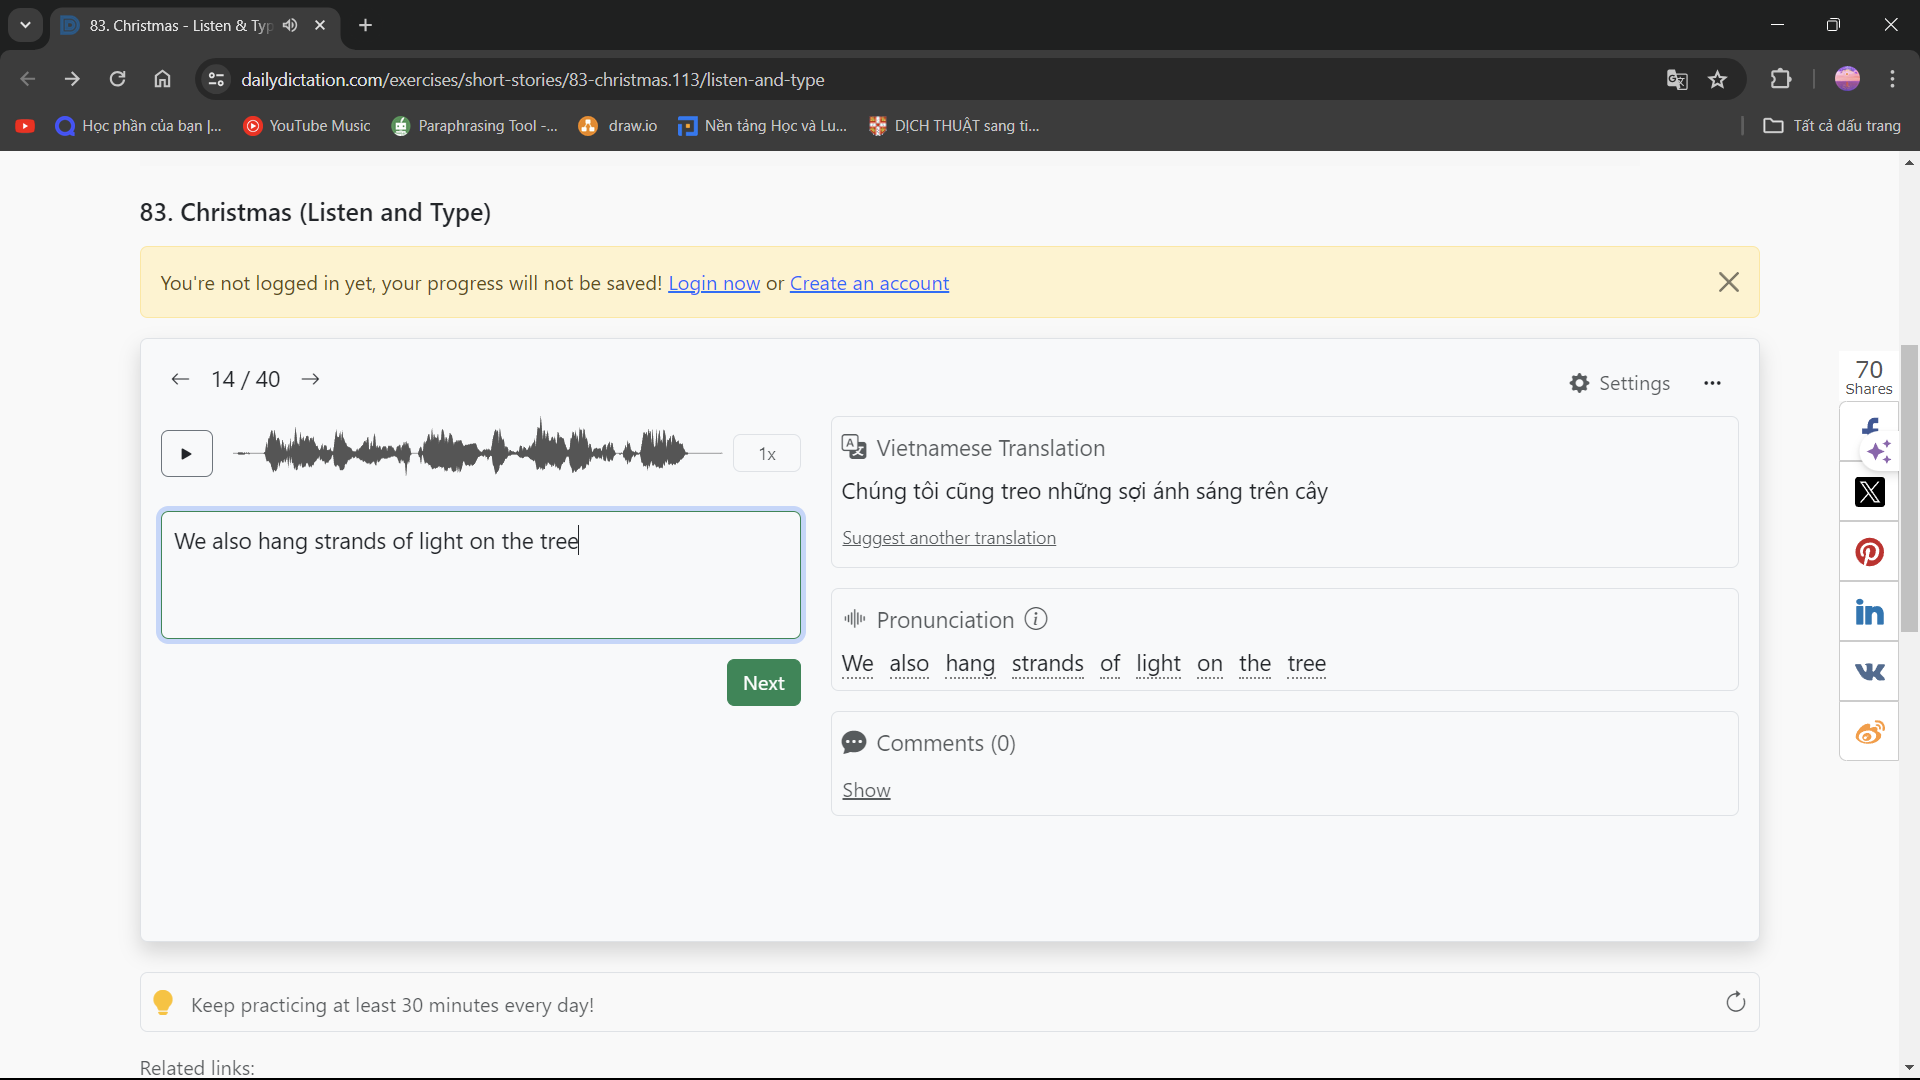 83. Christmas - Listen & Typ
dailydictation.com/exercises/short-stories/83-christmas.113/listen-and-type
Học phần của bạn |... YouTube Music Paraphrasing Tool -... draw.io Nền tảng Học và Lu... DỊCH THUẬT sang ti... Tất cả dấu trang
83. Christmas (Listen and Type)
You're not logged in yet, your progress will not be saved! Login now or Create an account
14 / 40
Settings
1x
We also hang strands of light on the tree
Next
Vietnamese Translation
Chúng tôi cũng treo những sợi ánh sáng trên cây
Suggest another translation
Pronunciation
We also hang strands of light on the tree
Comments (0)
Show
70
Shares
Keep practicing at least 30 minutes every day!
Related links: